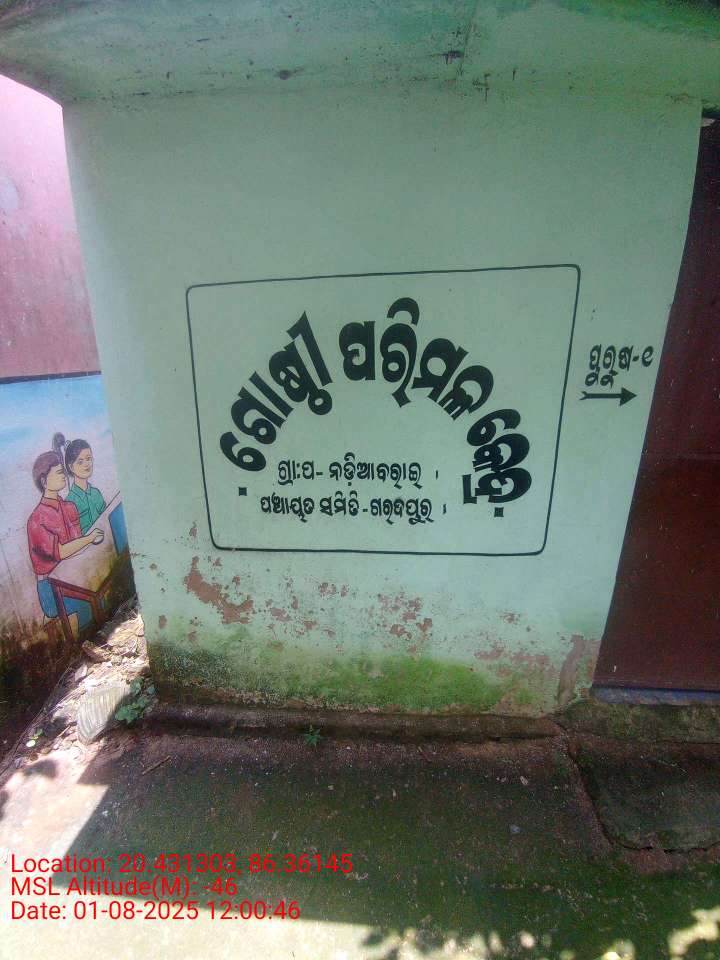 ଗୋଷ୍ଠୀ ପରିମଳ କେନ୍ଦ୍ର
ଗ୍ରା:ପ- ନଡ଼ିଆବରାଇ
ପଞ୍ଚାୟତ ସମିତି -ଗରଦପୁର
ପୁରୁଷ-୧
Location: 20.431303, 86.36145
MSL Altitude(M): -46
Date: 01-08-2025 12:00:46